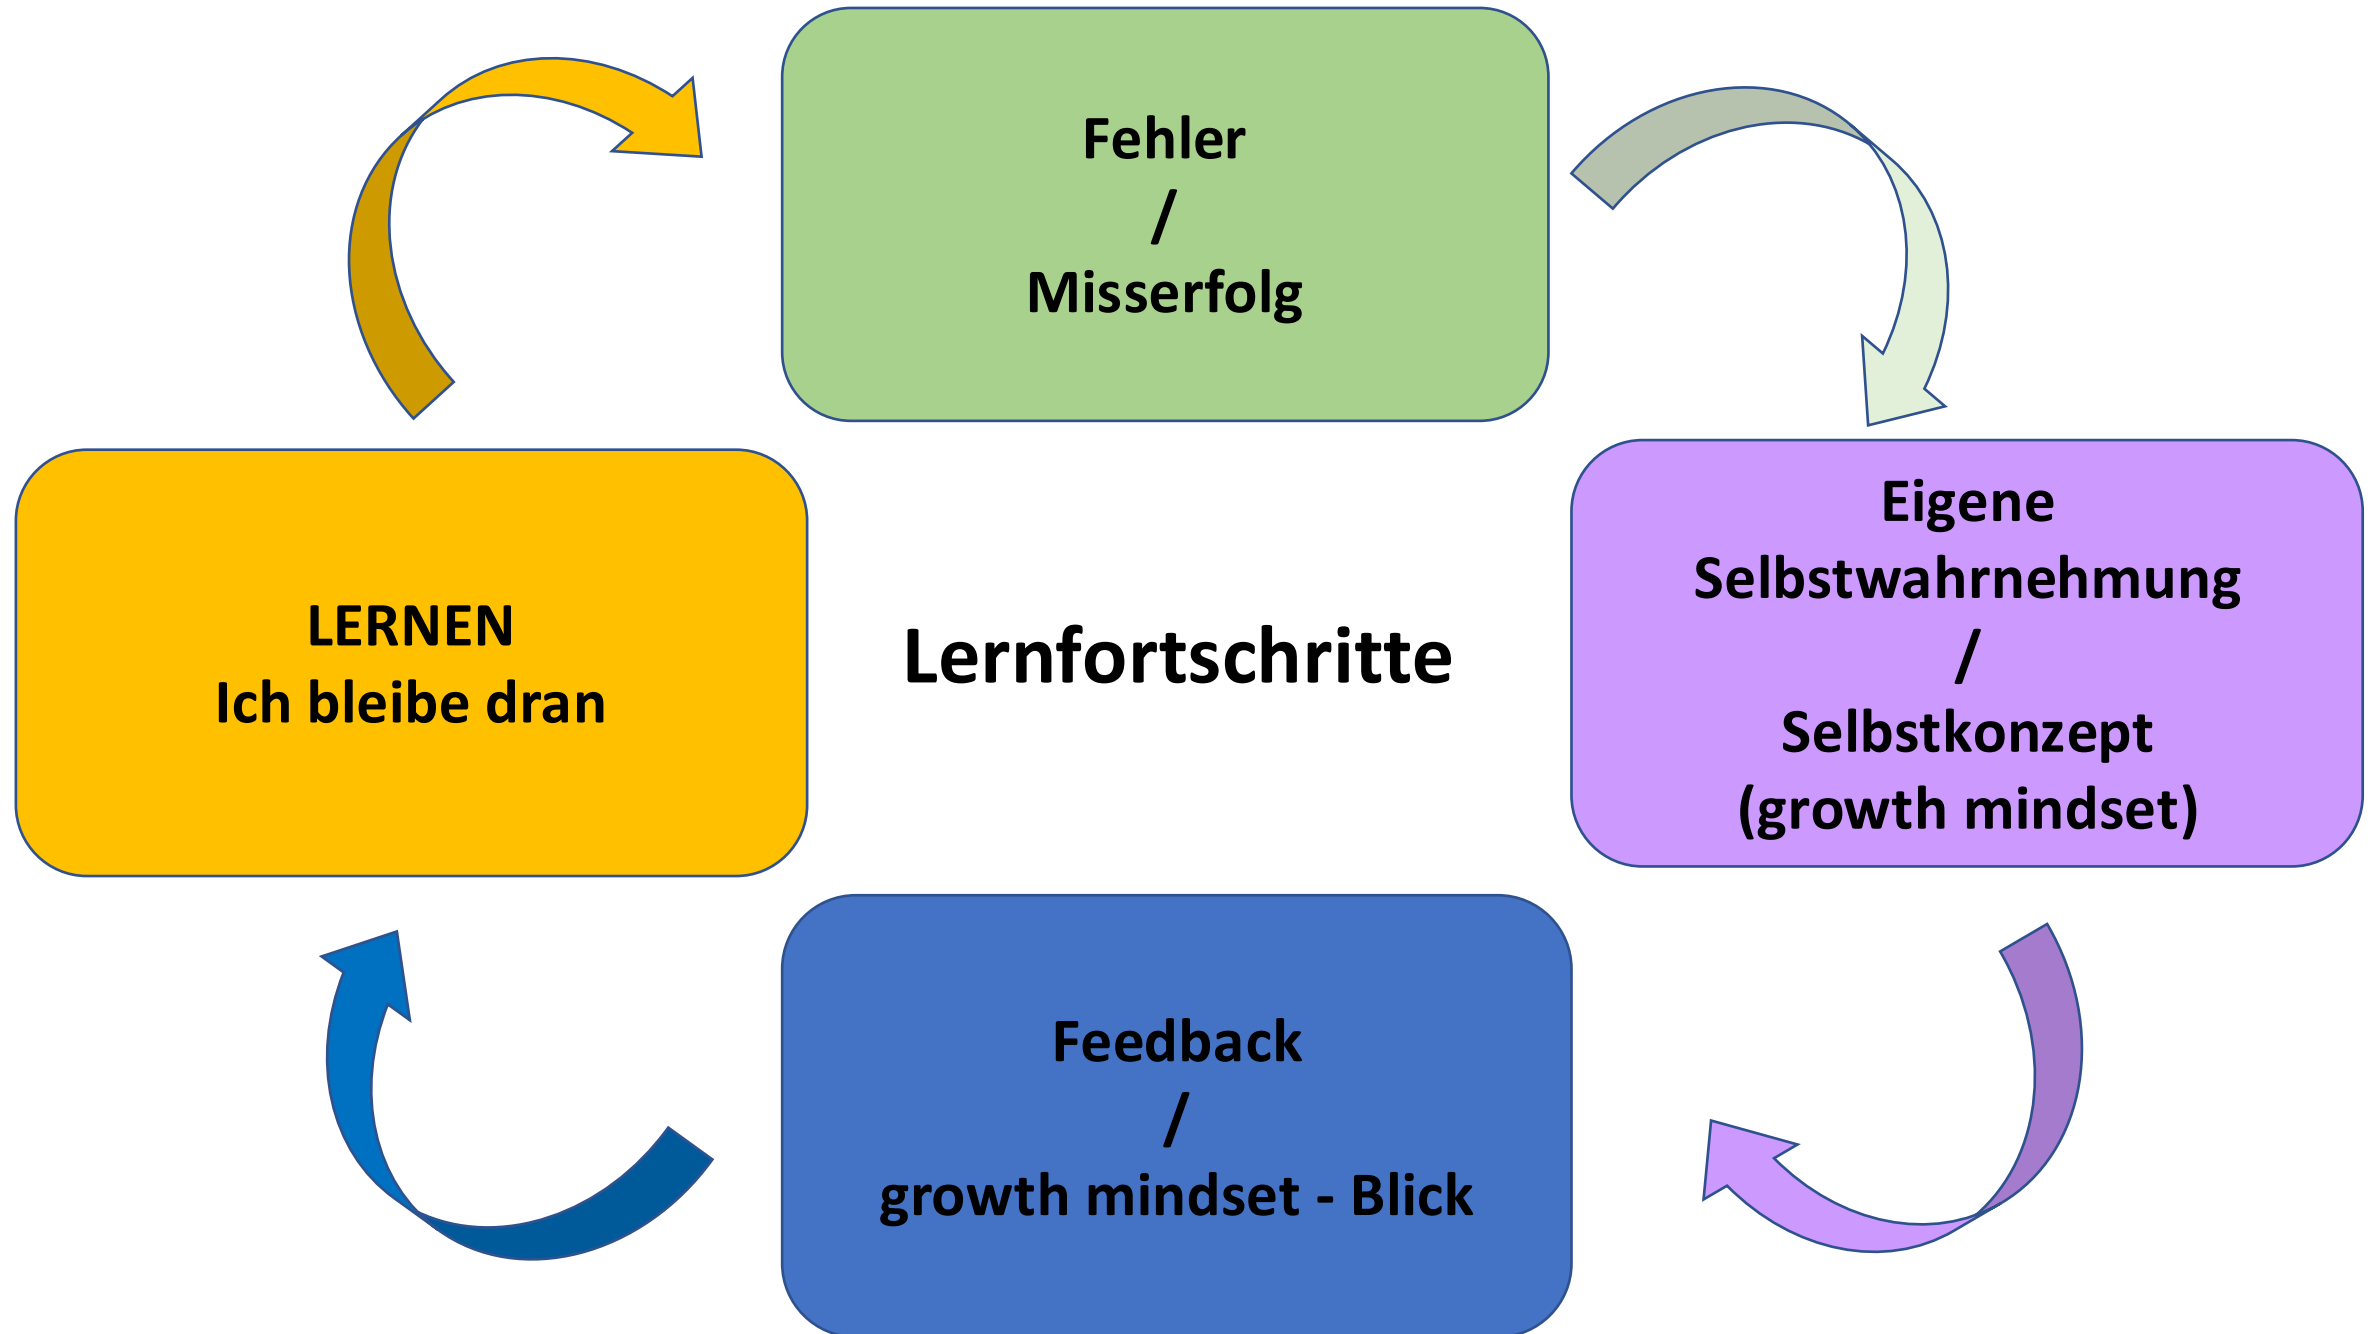 Fehler
/
Misserfolg
Eigene
Selbstwahrnehmung
/
Selbstkonzept
(growth mindset)
LERNEN
Ich bleibe dran
Lernfortschritte
Feedback
/
growth mindset - Blick